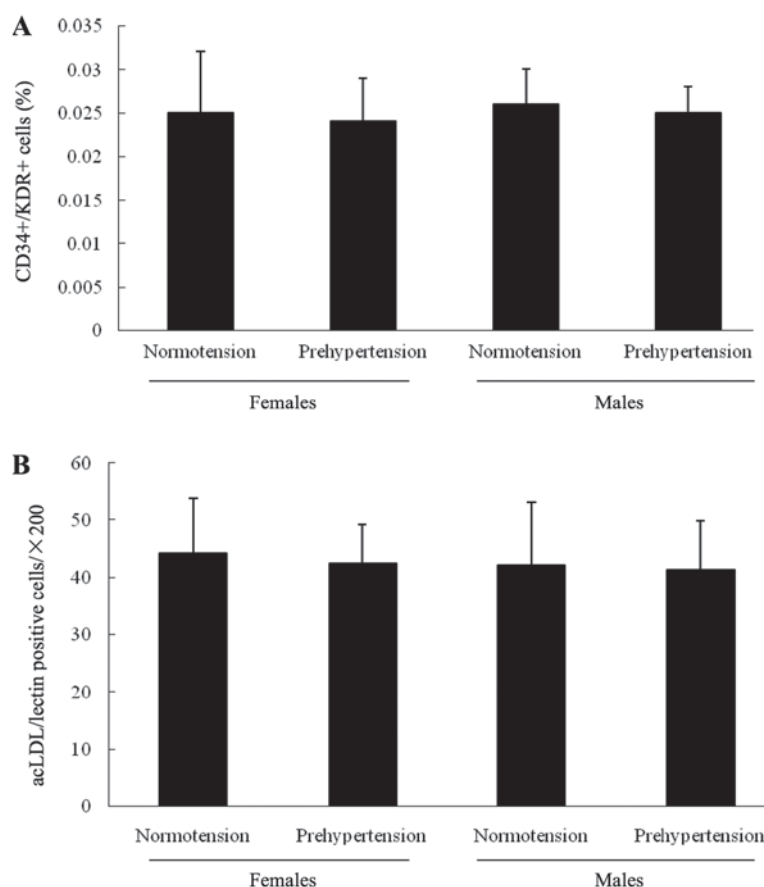 A
CD34+/KDR+ cells (%)
0.035
0.03
0.025
0.02
0.015
0.01
0.005
0
Normotension Prehypertension Normotension Prehypertension
Females Males
B
acLDL/lectin positive cells/×200
60
50
40
30
20
10
0
Normotension Prehypertension Normotension Prehypertension
Females Males